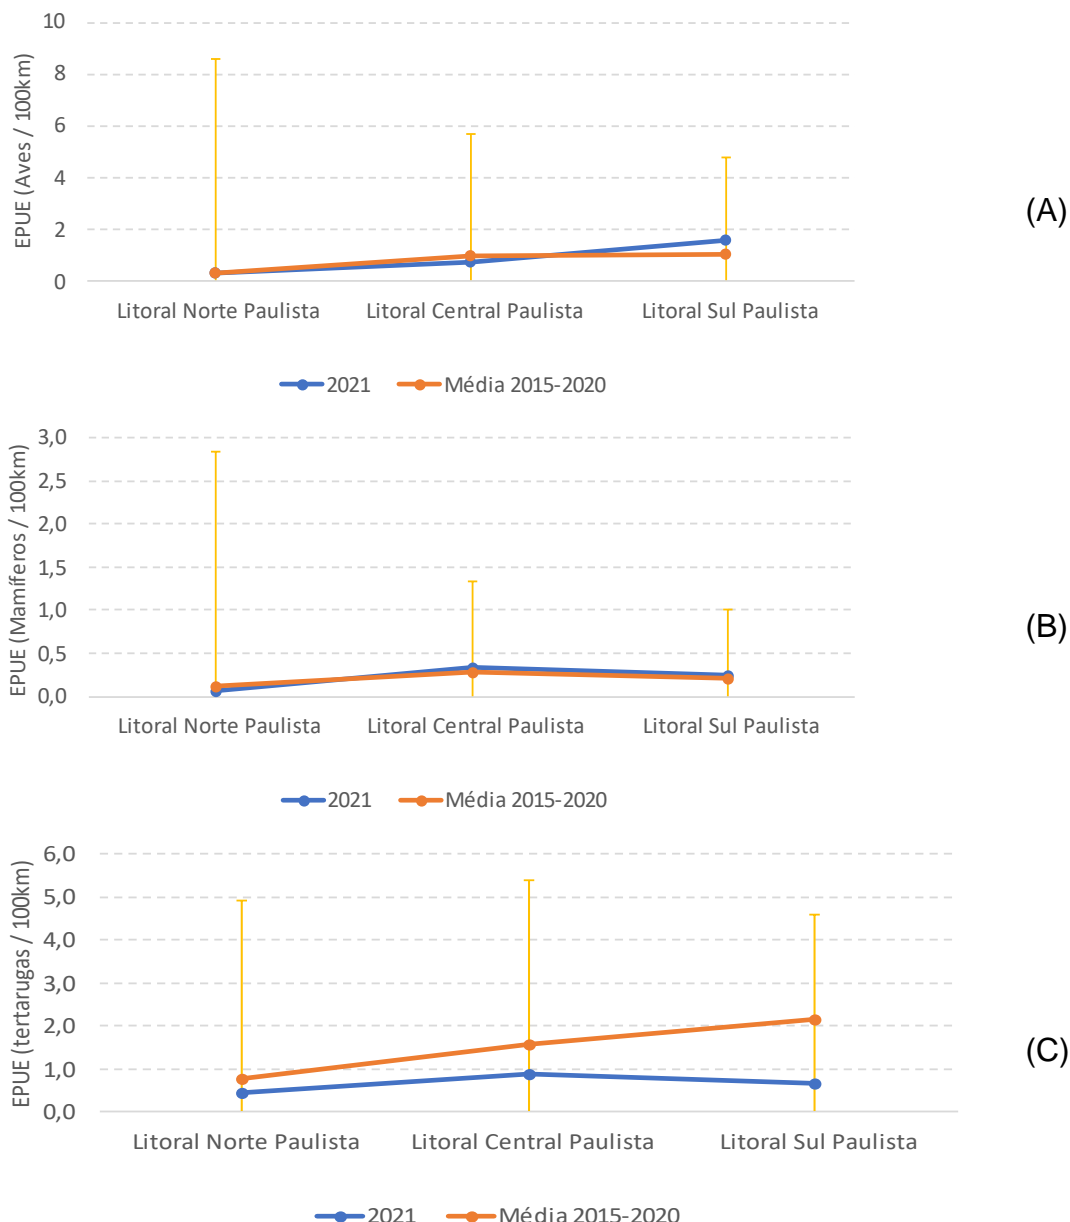 EPUE (Aves / 100km)
10
8
6
4
2
0
Litoral Norte Paulista Litoral Central Paulista Litoral Sul Paulista
2021 Média 2015-2020
(A)
EPUE (Mamíferos / 100km)
3,0
2,5
2,0
1,5
1,0
0,5
0,0
Litoral Norte Paulista Litoral Central Paulista Litoral Sul Paulista
2021 Média 2015-2020
(B)
EPUE (tertarugas / 100km)
6,0
5,0
4,0
3,0
2,0
1,0
0,0
Litoral Norte Paulista Litoral Central Paulista Litoral Sul Paulista
2021 Média 2015-2020
(C)